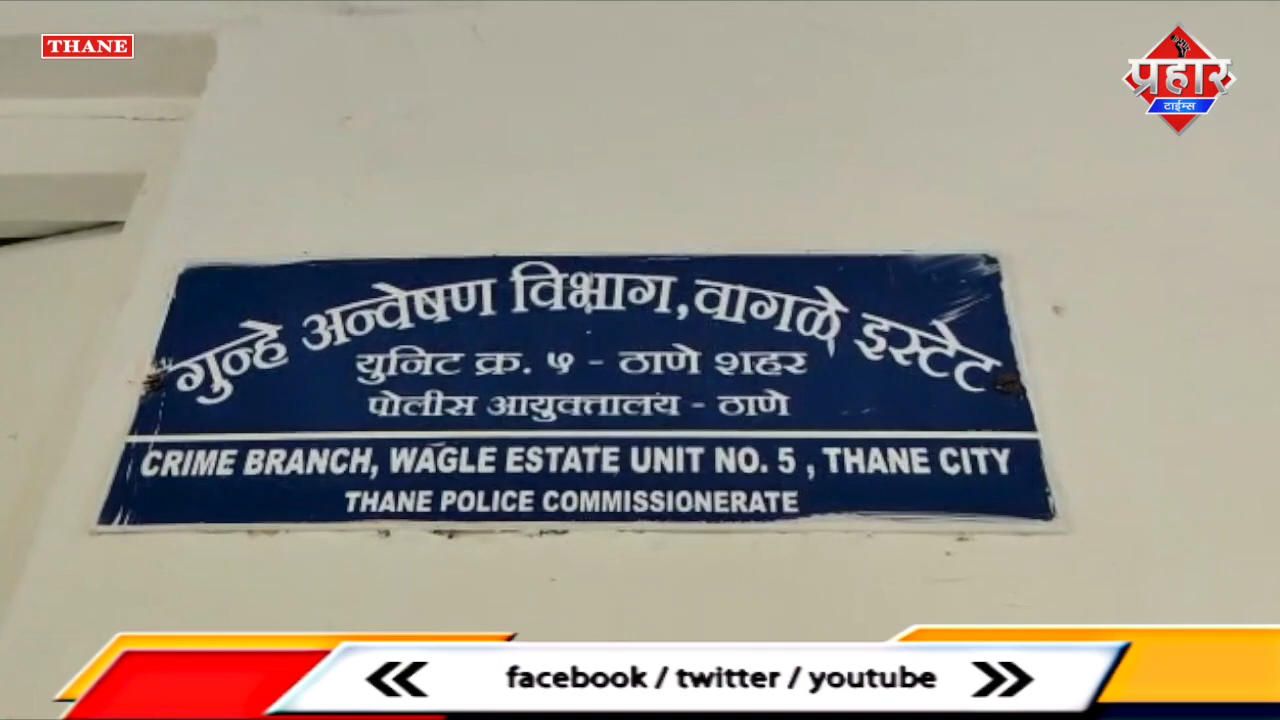 THANE
प्रहार
टाईम्स
गुन्हे अन्वेषण विभाग, वागळे इस्टेट
युनिट क्र. ५ - ठाणे शहर
पोलीस आयुक्तालय - ठाणे
CRIME BRANCH, WAGLE ESTATE UNIT NO. 5 , THANE CITY
THANE POLICE COMMISSIONERATE
facebook / twitter / youtube